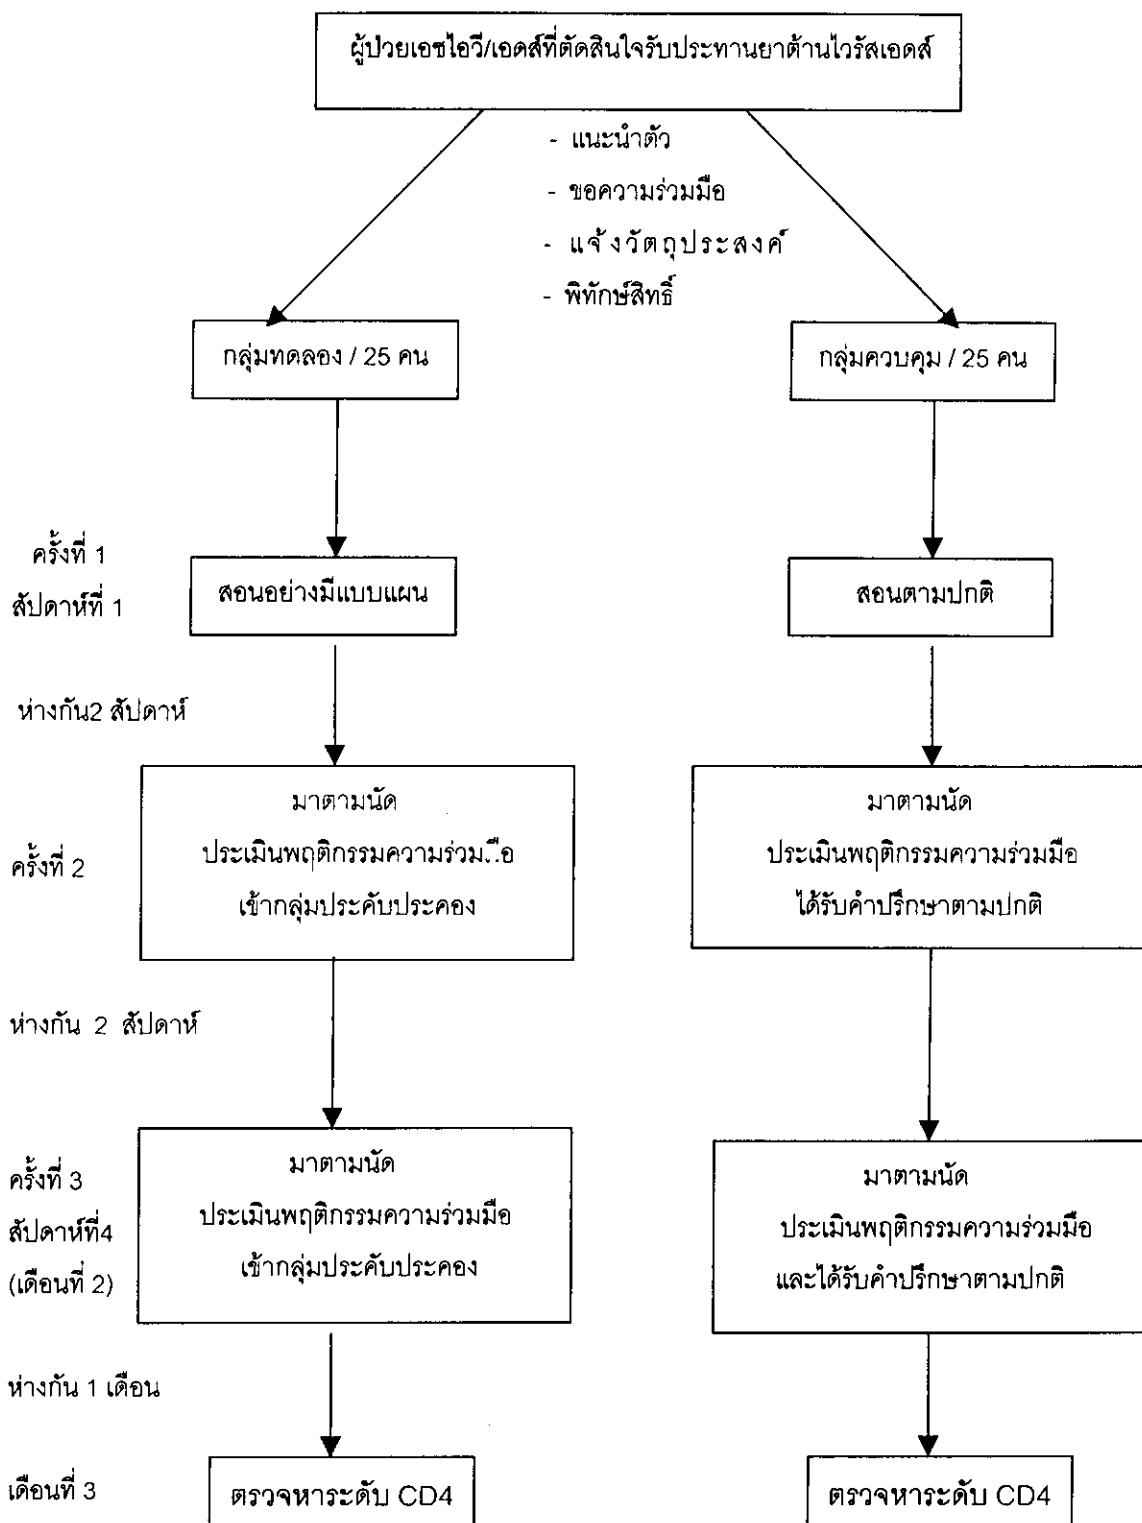 ผู้ป่วยเอชไอวี/เอดส์ที่ตัดสินใจรับประทานยาต้านไวรัสเอดส์
- แนะนำตัว
- ขอความร่วมมือ
- แจ้งวัตถุประสงค์
- พิทักษ์สิทธิ์
กลุ่มทดลอง / 25 คน
กลุ่มควบคุม / 25 คน
ครั้งที่ 1
สัปดาห์ที่ 1
สอนอย่างมีแบบแผน
สอนตามปกติ
ห่างกัน2 สัปดาห์
ครั้งที่ 2
มาตามนัด
ประเมินพฤติกรรมความร่วมมือ
เข้ากลุ่มประคับประคอง
มาตามนัด
ประเมินพฤติกรรมความร่วมมือ
ได้รับคำปรึกษาตามปกติ
ห่างกัน 2 สัปดาห์
ครั้งที่ 3
สัปดาห์ที่4
(เดือนที่ 2)
มาตามนัด
ประเมินพฤติกรรมความร่วมมือ
เข้ากลุ่มประคับประคอง
มาตามนัด
ประเมินพฤติกรรมความร่วมมือ
และได้รับคำปรึกษาตามปกติ
ห่างกัน 1 เดือน
เดือนที่ 3
ตรวจหาระดับ CD4
ตรวจหาระดับ CD4